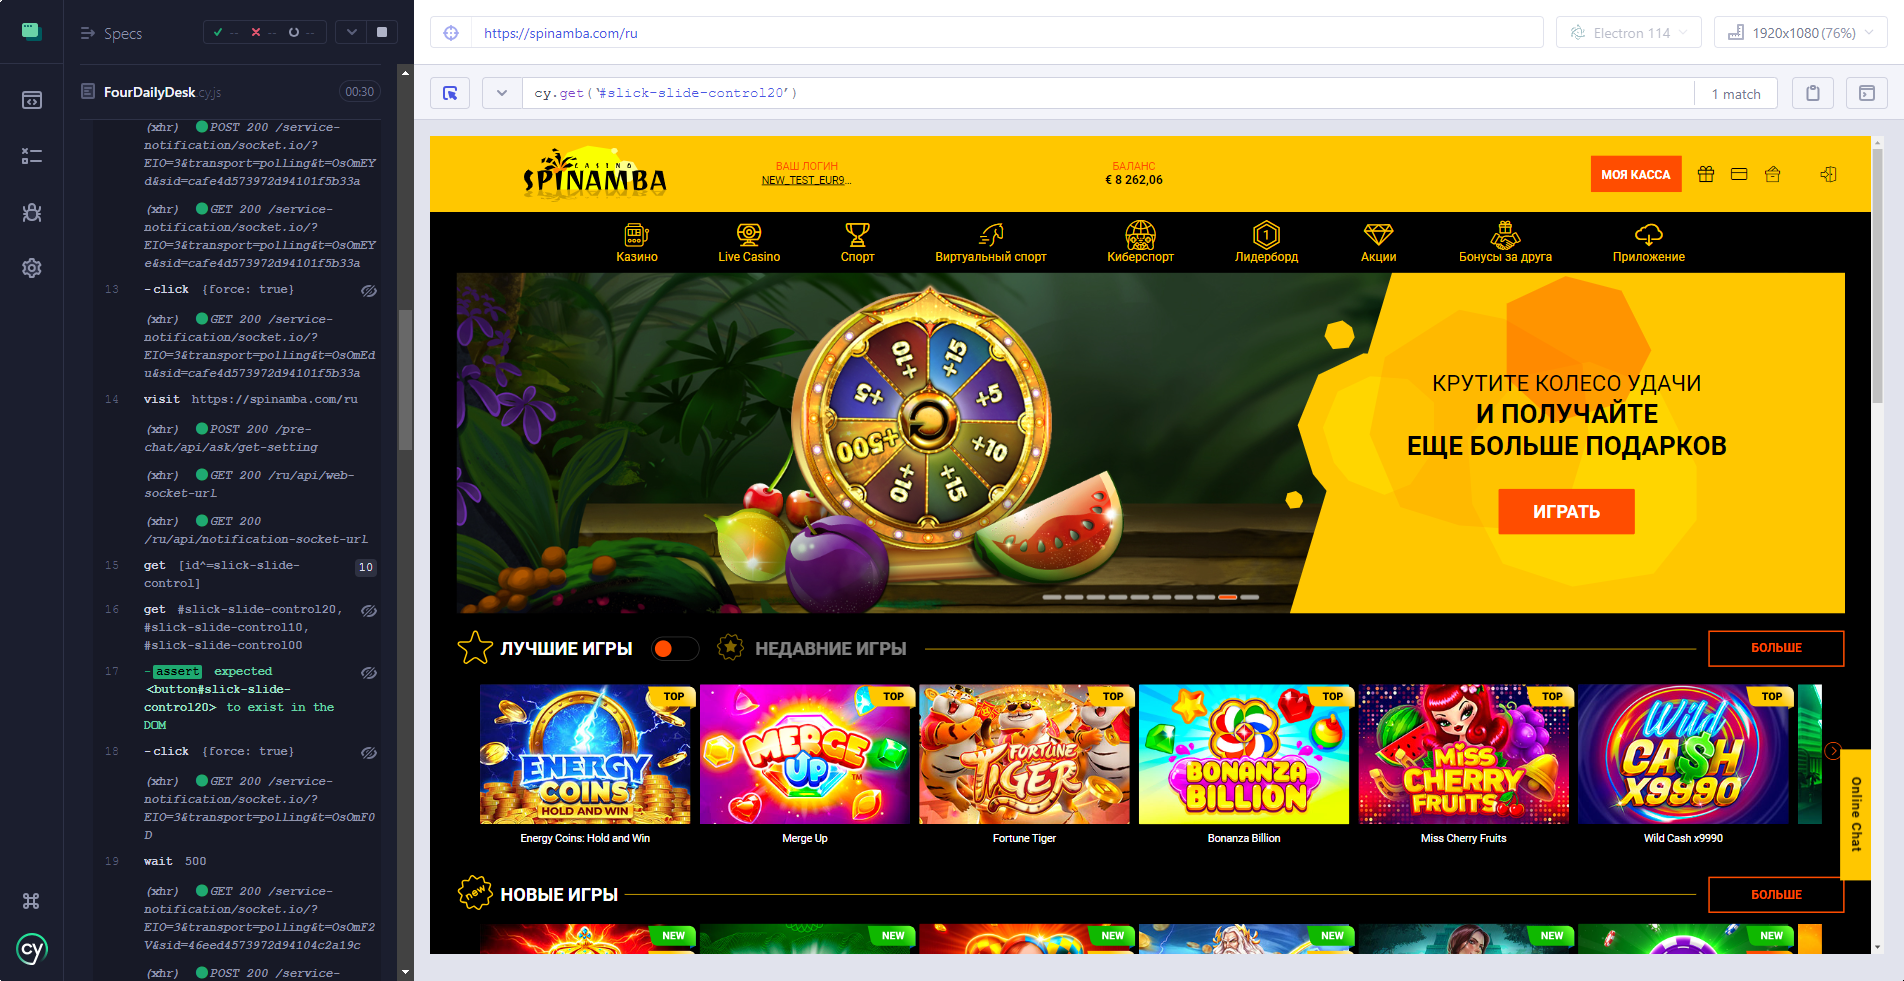 Specs
--
--
--
FourDailyDesk.cy.js
00:30
(xhr) POST 200 /service-
notification/socket.io/?
EIO=3&transport=polling&t=OsOmEY
d&sid=cafe4d573972d94101f5b33a
(xhr) GET 200 /service-
notification/socket.io/?
EIO=3&transport=polling&t=OsOmEY
e&sid=cafe4d573972d94101f5b33a
13 -click {force: true}
(xhr) GET 200 /service-
notification/socket.io/?
EIO=3&transport=polling&t=OsOmEd
u&sid=cafe4d573972d94101f5b33a
14 visit https://spinamba.com/ru
(xhr) POST 200 /pre-
chat/api/ask/get-setting
(xhr) GET 200 /ru/api/web-
socket-url
(xhr) GET 200
/ru/api/notification-socket-url
15 get [id^=slick-slide-
control] 10
16 get #slick-slide-control20,
#slick-slide-control10,
#slick-slide-control00
17 -assert expected
<button#slick-slide-
control20> to exist in the
DOM
18 -click {force: true}
(xhr) GET 200 /service-
notification/socket.io/?
EIO=3&transport=polling&t=OsOmF0
D
19 wait 500
(xhr) GET 200 /service-
notification/socket.io/?
EIO=3&transport=polling&t=OsOmF2
V&sid=46eed4573972d94104c2a19c
(xhr) POST 200 /service-
cy
https://spinamba.com/ru
Electron 114
1920x1080 (76%)
cy.get('#slick-slide-control20')
1 match
CASINO
SPINAMBA
ВАШ ЛОГИН
NEW_TEST_EUR9...
БАЛАНС
€ 8 262,06
МОЯ КАССА
Казино
Live Casino
Спорт
Виртуальный спорт
Киберспорт
1
Лидерборд
Акции
Бонусы за друга
Приложение
+10
+15
+5
+5
+500
+10
+10
+15
КРУТИТЕ КОЛЕСО УДАЧИ
И ПОЛУЧАЙТЕ
ЕЩЕ БОЛЬШЕ ПОДАРКОВ
ИГРАТЬ
ЛУЧШИЕ ИГРЫ
НЕДАВНИЕ ИГРЫ
БОЛЬШЕ
TOP
TOP
TOP
TOP
TOP
TOP
ENERGY
COINS
HOLD AND WIN
MERGE
UP™
FORTUNE
TIGER
BONANZA
BILLION
MISS
CHERRY
FRUITS
Wild
CA$H
X9990
Energy Coins: Hold and Win
Merge Up
Fortune Tiger
Bonanza Billion
Miss Cherry Fruits
Wild Cash x9990
Online Chat
new
НОВЫЕ ИГРЫ
БОЛЬШЕ
NEW
NEW
NEW
NEW
NEW
NEW